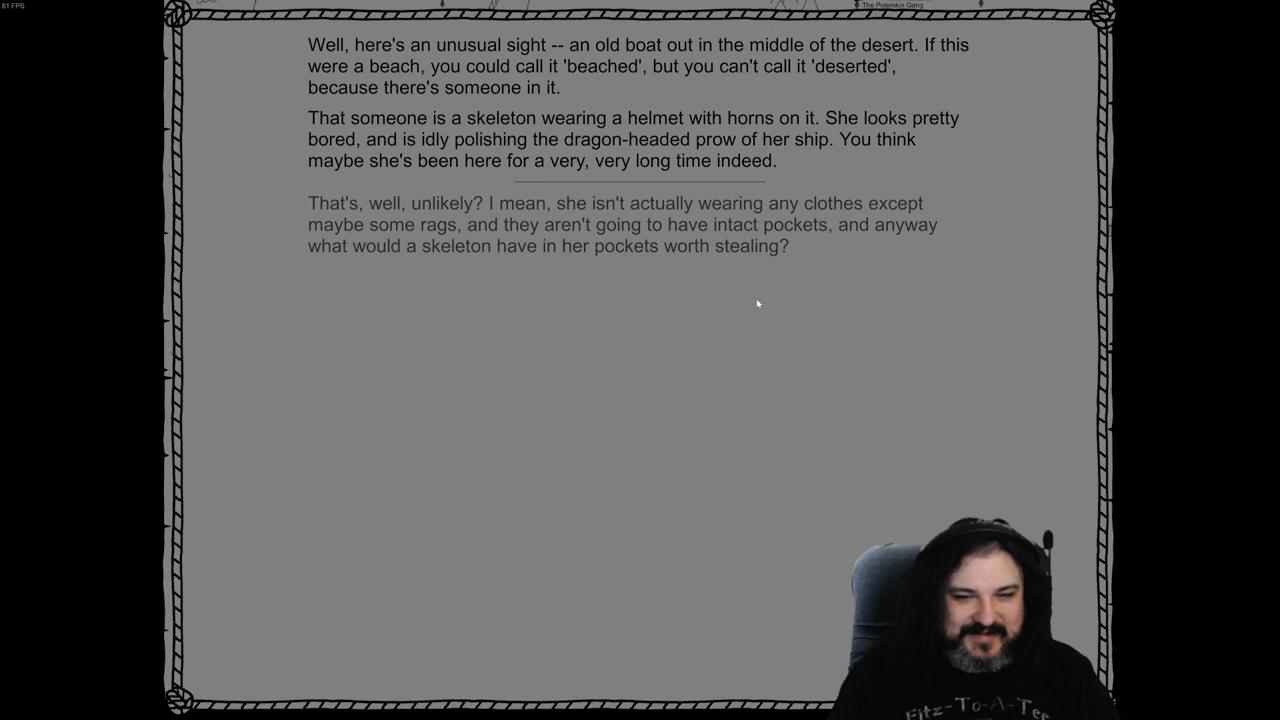 61 FPS
The Potemkin Gang
Well, here's an unusual sight -- an old boat out in the middle of the desert. If this
were a beach, you could call it 'beached', but you can't call it 'deserted',
because there's someone in it.
That someone is a skeleton wearing a helmet with horns on it. She looks pretty
bored, and is idly polishing the dragon-headed prow of her ship. You think
maybe she's been here for a very, very long time indeed.
That's, well, unlikely? I mean, she isn't actually wearing any clothes except
maybe some rags, and they aren't going to have intact pockets, and anyway
what would a skeleton have in her pockets worth stealing?
Fitz-To-A-Tee